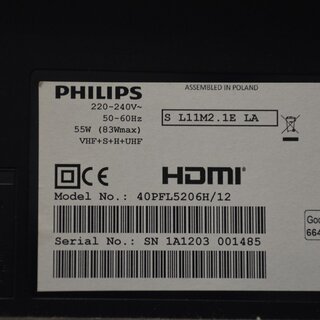 ASSEMBLED IN POLAND
PHILIPS
220-240V~
50-60Hz
55W (83Wmax)
VHF+S+H+UHF
S L11M2.1E LA
CE HDMI
Model No.: 40PFL5206H/12
Serial No.: SN 1A1203 001485
664